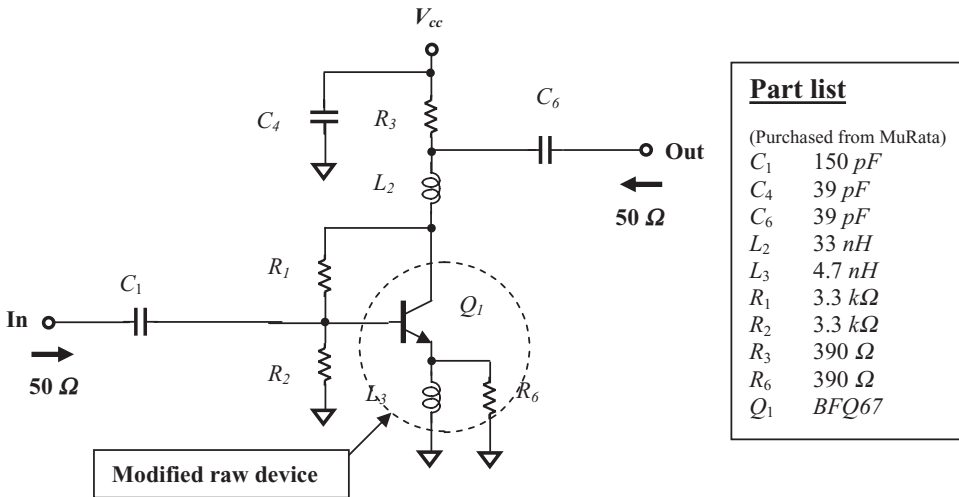 V_cc
C_4
R_3
C_6
Out
L_2
50 Ω
R_1
C_1
Q_1
In
R_2
50 Ω
L_3
R_6
Modified raw device
Part list
(Purchased from MuRata)
C_1 150 pF
C_4 39 pF
C_6 39 pF
L_2 33 nH
L_3 4.7 nH
R_1 3.3 kΩ
R_2 3.3 kΩ
R_3 390 Ω
R_6 390 Ω
Q_1 BFQ67